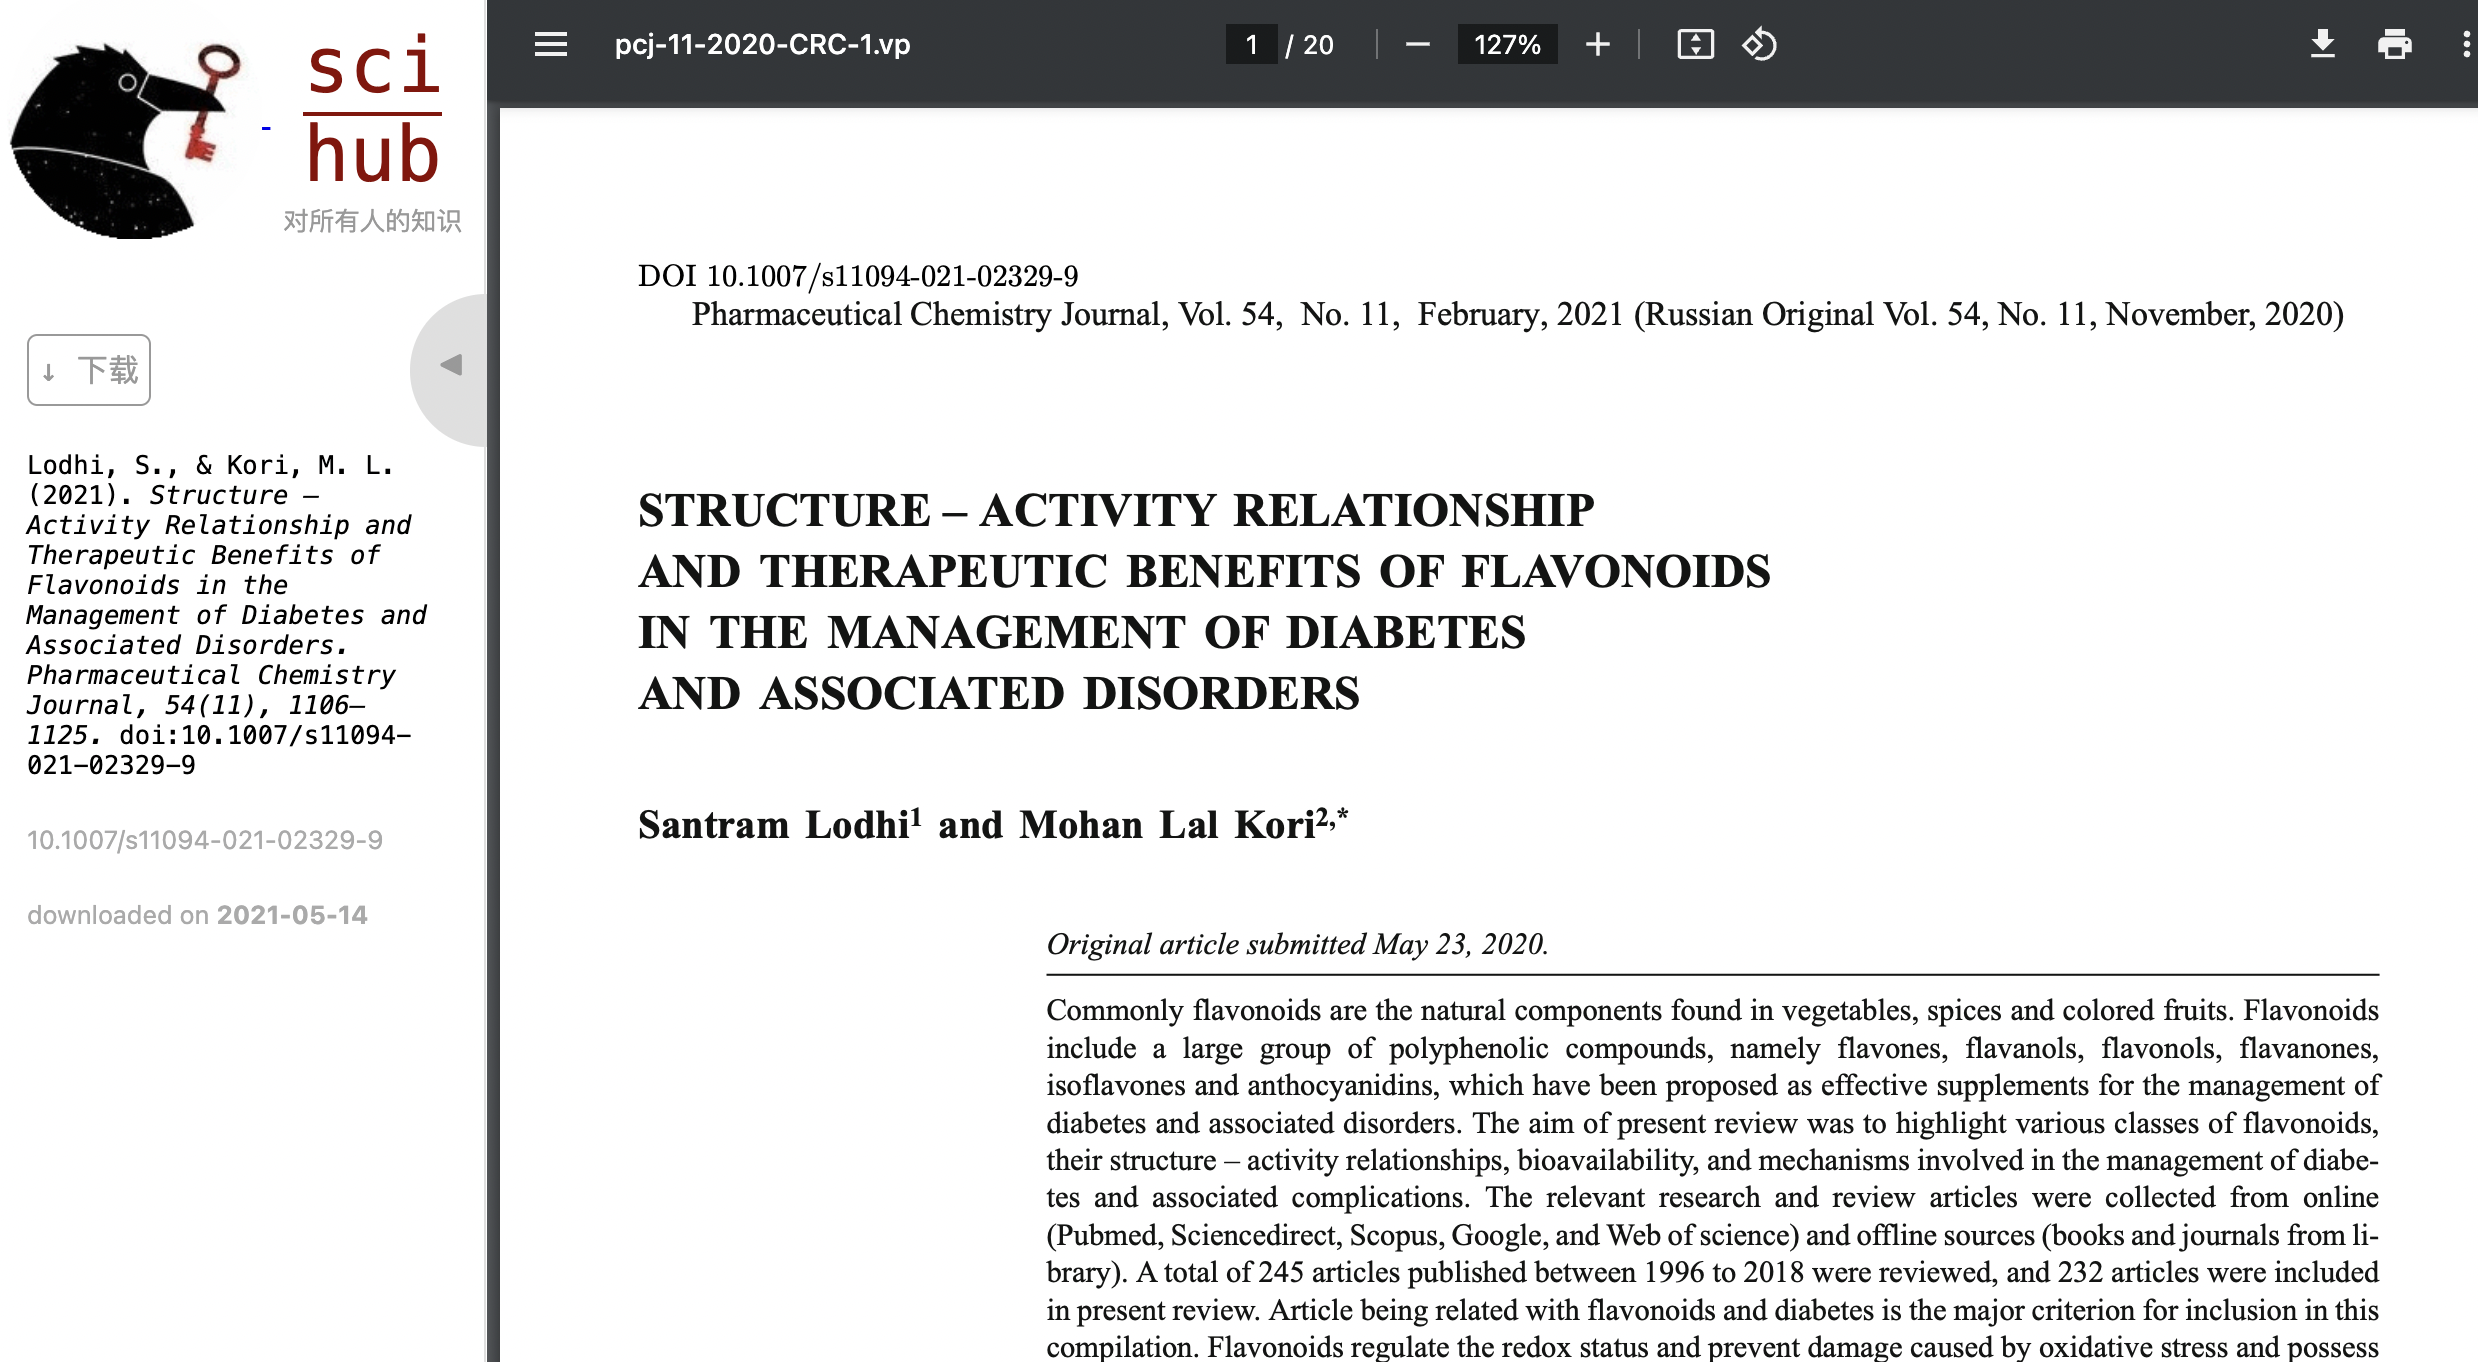 sci
hub
对所有人的知识
↓ 下载
Lodhi, S., & Kori, M. L.
(2021). Structure –
Activity Relationship and
Therapeutic Benefits of
Flavonoids in the
Management of Diabetes and
Associated Disorders.
Pharmaceutical Chemistry
Journal, 54(11), 1106–
1125. doi:10.1007/s11094-
021-02329-9
10.1007/s11094-021-02329-9
downloaded on 2021-05-14
pcj-11-2020-CRC-1.vp
1 / 20
127%
DOI 10.1007/s11094-021-02329-9
Pharmaceutical Chemistry Journal, Vol. 54, No. 11, February, 2021 (Russian Original Vol. 54, No. 11, November, 2020)
STRUCTURE – ACTIVITY RELATIONSHIP
AND THERAPEUTIC BENEFITS OF FLAVONOIDS
IN THE MANAGEMENT OF DIABETES
AND ASSOCIATED DISORDERS
Santram Lodhi1 and Mohan Lal Kori2,*
Original article submitted May 23, 2020.
Commonly flavonoids are the natural components found in vegetables, spices and colored fruits. Flavonoids
include a large group of polyphenolic compounds, namely flavones, flavanols, flavonols, flavanones,
isoflavones and anthocyanidins, which have been proposed as effective supplements for the management of
diabetes and associated disorders. The aim of present review was to highlight various classes of flavonoids,
their structure – activity relationships, bioavailability, and mechanisms involved in the management of diabe-
tes and associated complications. The relevant research and review articles were collected from online
(Pubmed, Sciencedirect, Scopus, Google, and Web of science) and offline sources (books and journals from li-
brary). A total of 245 articles published between 1996 to 2018 were reviewed, and 232 articles were included
in present review. Article being related with flavonoids and diabetes is the major criterion for inclusion in this
compilation. Flavonoids regulate the redox status and prevent damage caused by oxidative stress and possess